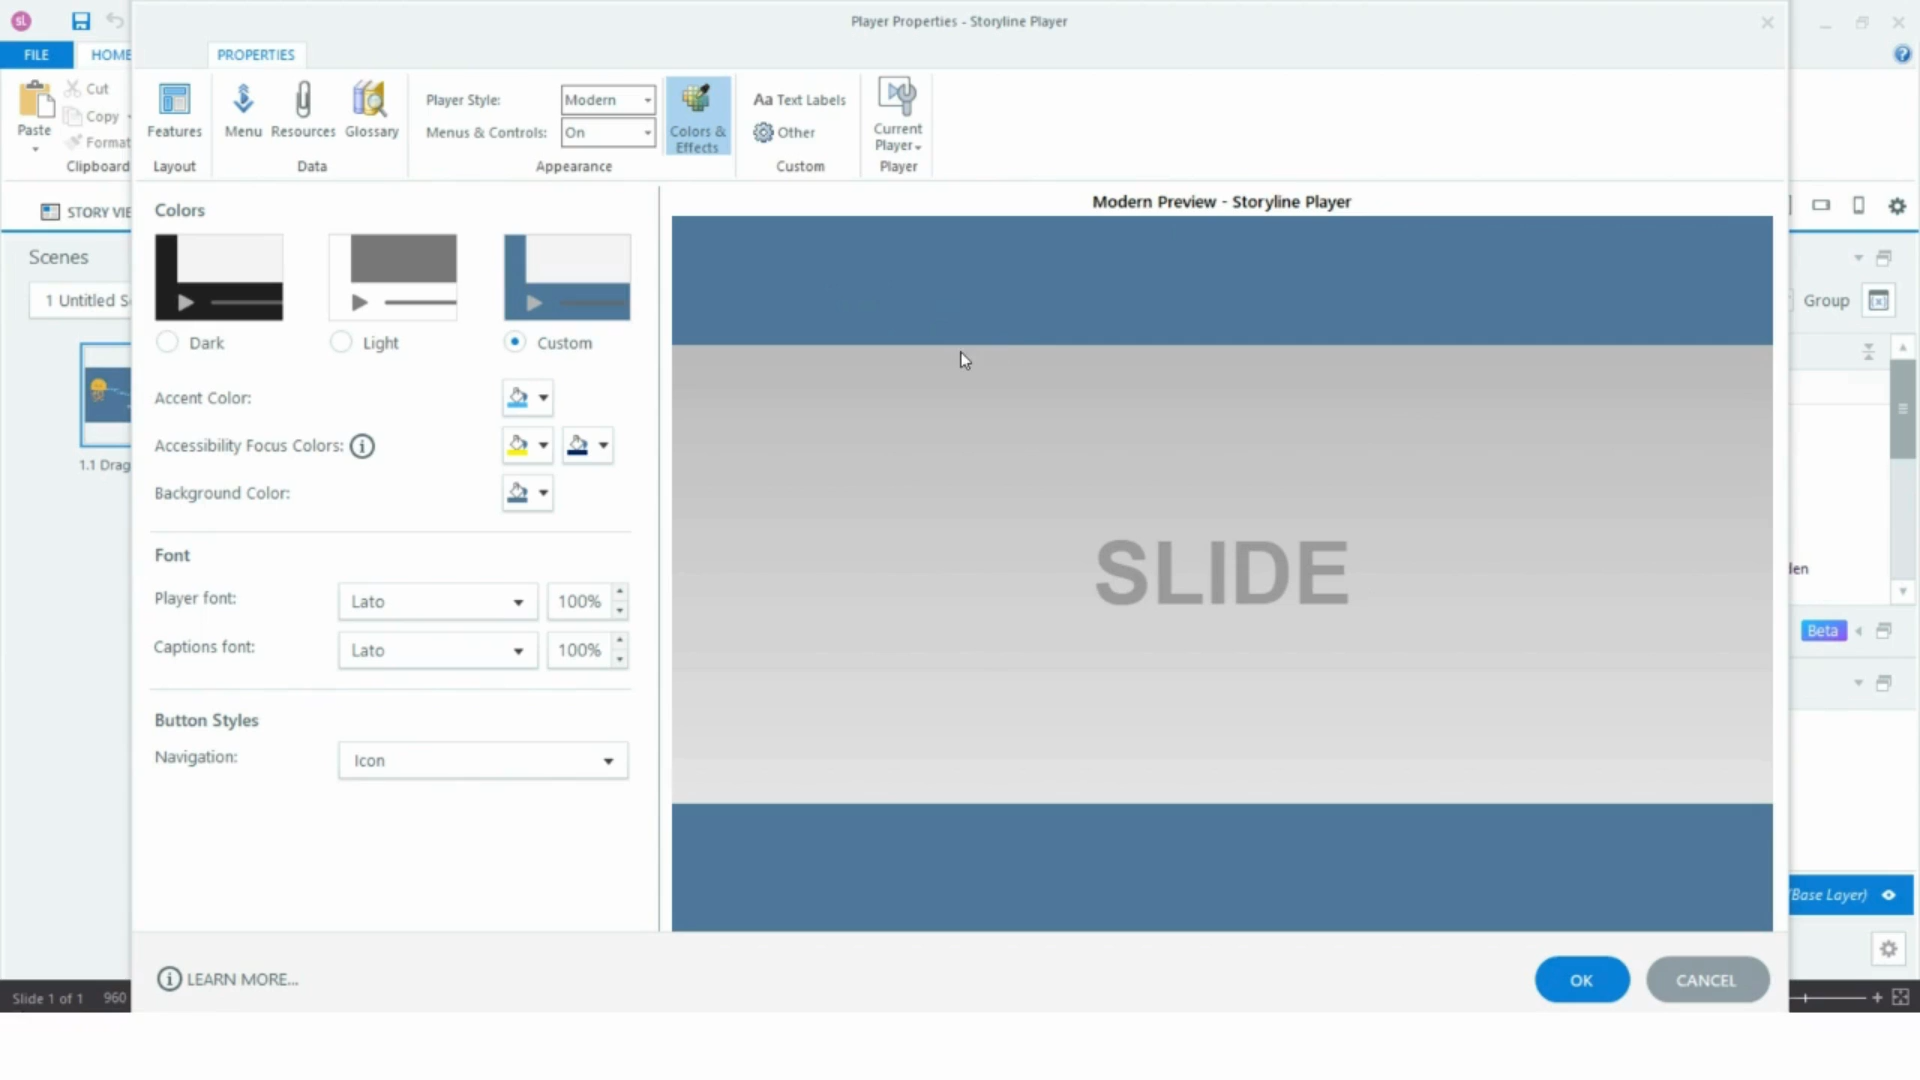 sl
Player Properties - Storyline Player
FILE
HOME
PROPERTIES
Cut
Copy
Format
Paste
Clipboard
Features
Layout
Menu
Resources
Glossary
Data
Player Style:
Modern
Menus & Controls:
On
Colors &
Effects
Appearance
Aa Text Labels
Other
Custom
Current
Player
Player
STORY VIE
Scenes
1 Untitled S
1.1 Drag
Colors
Dark
Light
Custom
Accent Color:
Accessibility Focus Colors:
Background Color:
Font
Player font:
Lato
100%
Captions font:
Lato
100%
Button Styles
Navigation:
Icon
Modern Preview - Storyline Player
SLIDE
Group
Beta
(Base Layer)
LEARN MORE...
OK
CANCEL
Slide 1 of 1
960